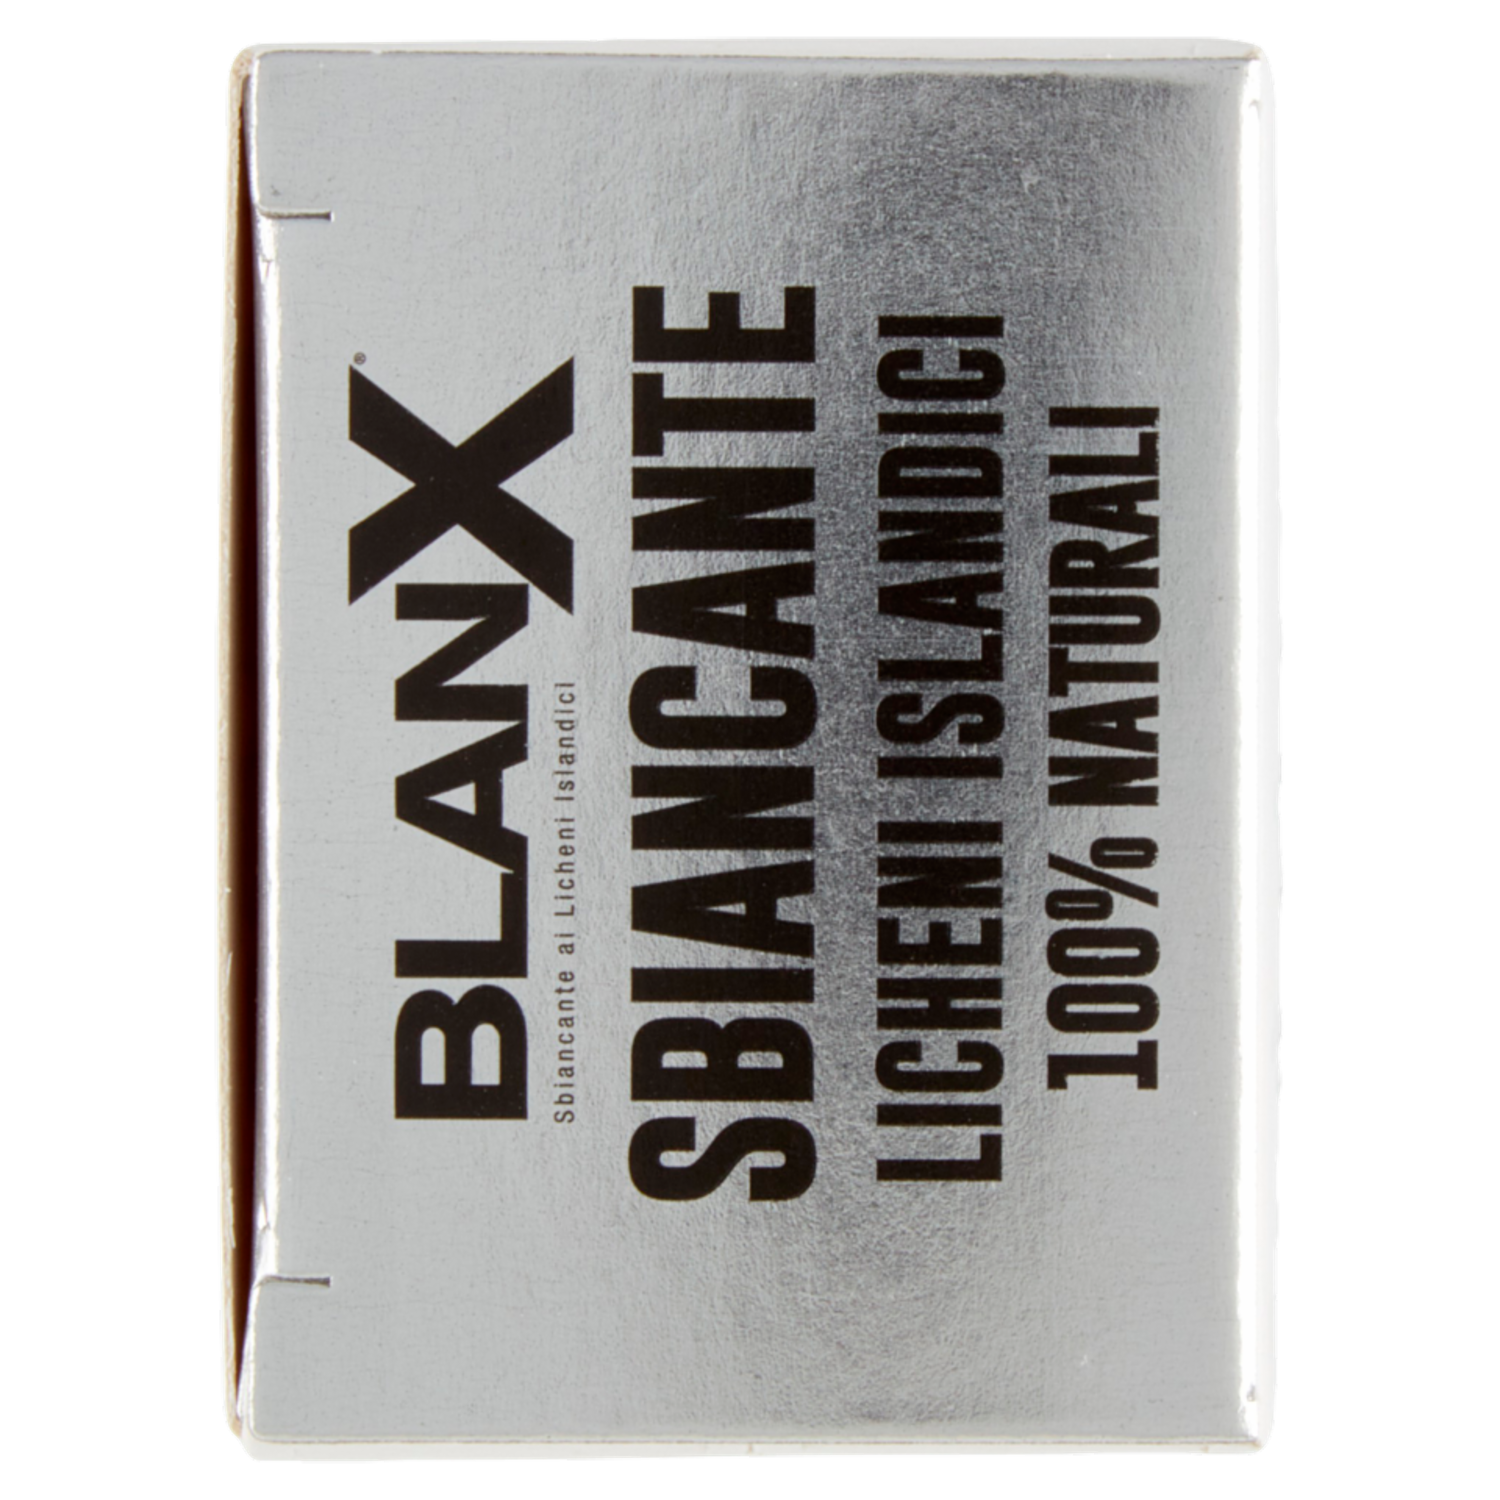 BLANX®
Sbiancante ai Licheni Islandici
SBIANCANTE
LICHENI ISLANDICI
100% NATURALI